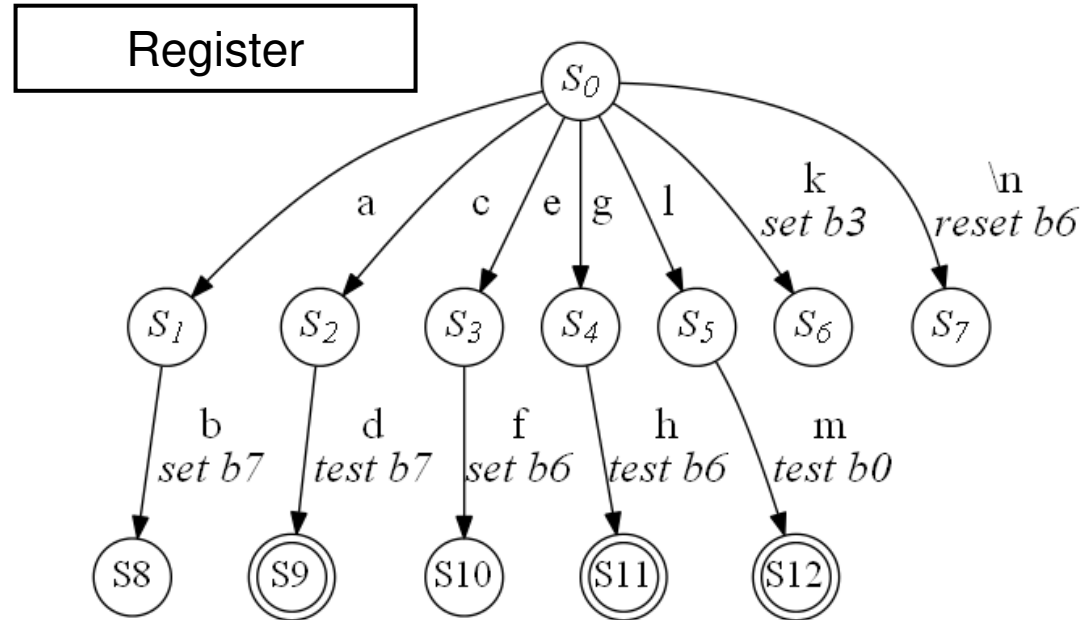 Register
S0
a
c
e
g
l
k
set b3
\n
reset b6
S1
S2
S3
S4
S5
S6
S7
b
set b7
d
test b7
f
set b6
h
test b6
m
test b0
S8
S9
S10
S11
S12